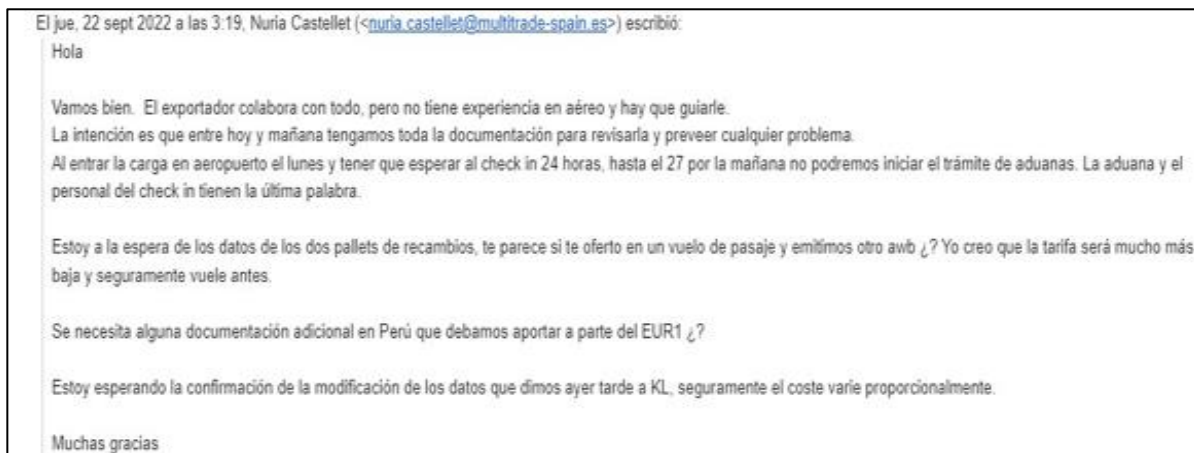 El jue, 22 sept 2022 a las 3:19, Nuria Castellet (<nuria.castellet@multitrade-spain.es>) escribió:
Hola
Vamos bien. El exportador colabora con todo, pero no tiene experiencia en aéreo y hay que guiarle.
La intención es que entre hoy y mañana tengamos toda la documentación para revisarla y preveer cualquier problema.
Al entrar la carga en aeropuerto el lunes y tener que esperar al check in 24 horas, hasta el 27 por la mañana no podremos iniciar el trámite de aduanas. La aduana y el
personal del check in tienen la última palabra.
Estoy a la espera de los datos de los dos pallets de recambios, te parece si te oferto en un vuelo de pasaje y emitimos otro awb ¿? Yo creo que la tarifa será mucho más
baja y seguramente vuele antes.
Se necesita alguna documentación adicional en Perú que debamos aportar a parte del EUR1 ¿?
Estoy esperando la confirmación de la modificación de los datos que dimos ayer tarde a KL, seguramente el coste varie proporcionalmente.
Muchas gracias